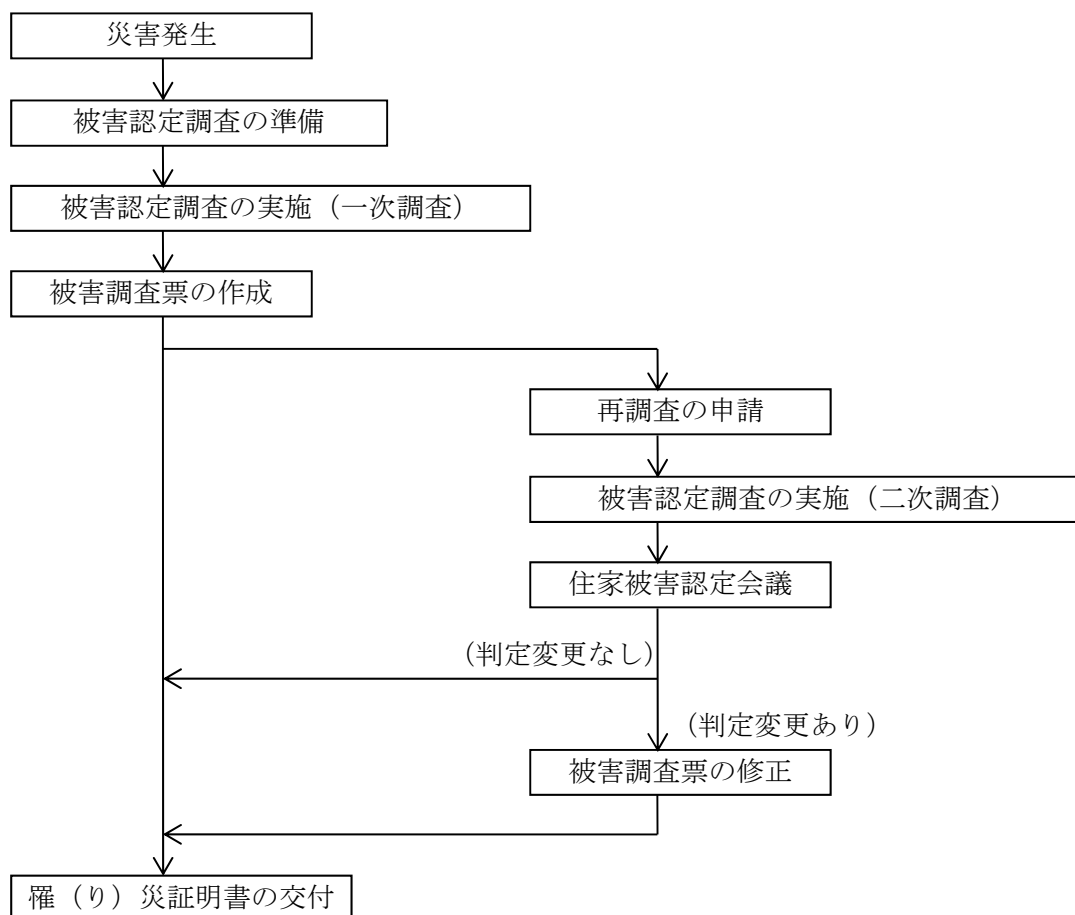 災害発生
被害認定調査の準備
被害認定調査の実施（一次調査）
被害調査票の作成
再調査の申請
被害認定調査の実施（二次調査）
住家被害認定会議
（判定変更なし）
（判定変更あり）
被害調査票の修正
罹（り）災証明書の交付